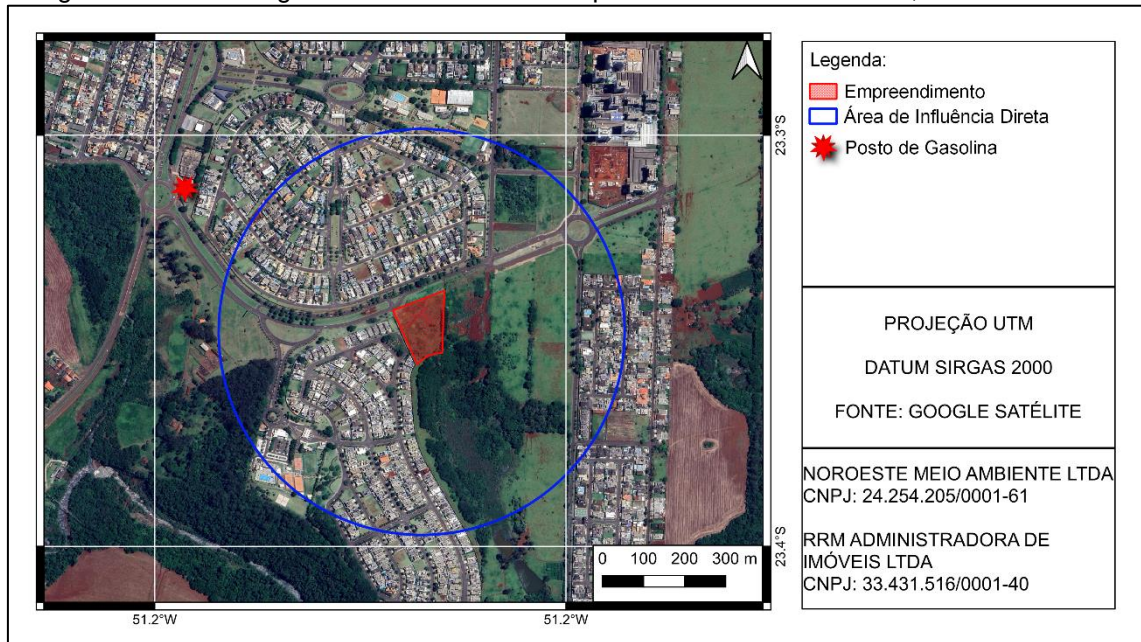 Legenda:
Empreendimento
Área de Influência Direta
Posto de Gasolina
23.3°S
23.4°S
51.2°W
51.2°W
0 100 200 300 m
PROJEÇÃO UTM
DATUM SIRGAS 2000
FONTE: GOOGLE SATÉLITE
NOROESTE MEIO AMBIENTE LTDA
CNPJ: 24.254.205/0001-61
RRM ADMINISTRADORA DE
IMÓVEIS LTDA
CNPJ: 33.431.516/0001-40